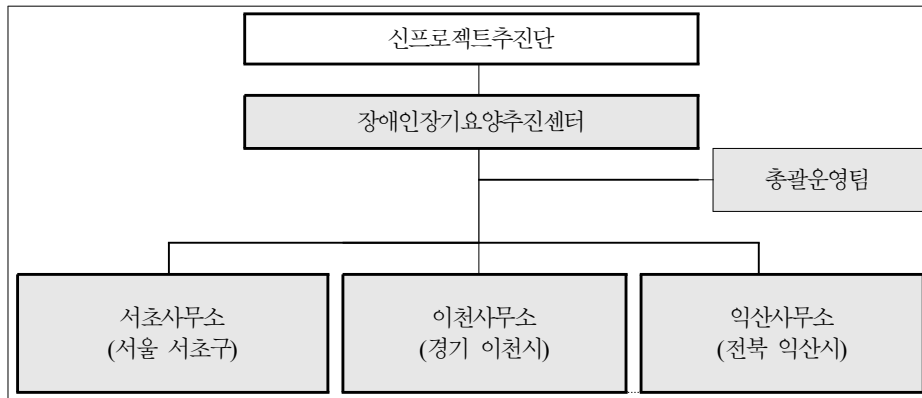 신프로젝트추진단
장애인장기요양추진센터
총괄운영팀
서초사무소
(서울 서초구)
이천사무소
(경기 이천시)
익산사무소
(전북 익산시)